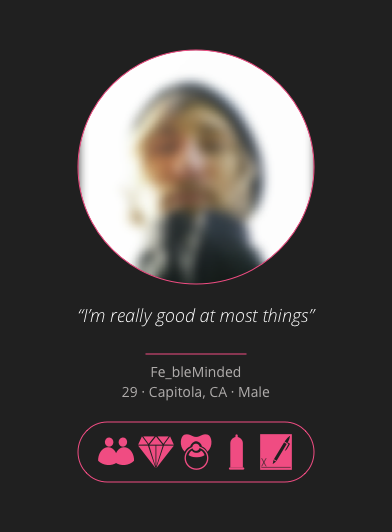 “I’m really good at most things”
Fe_bleMinded
29 · Capitola, CA · Male